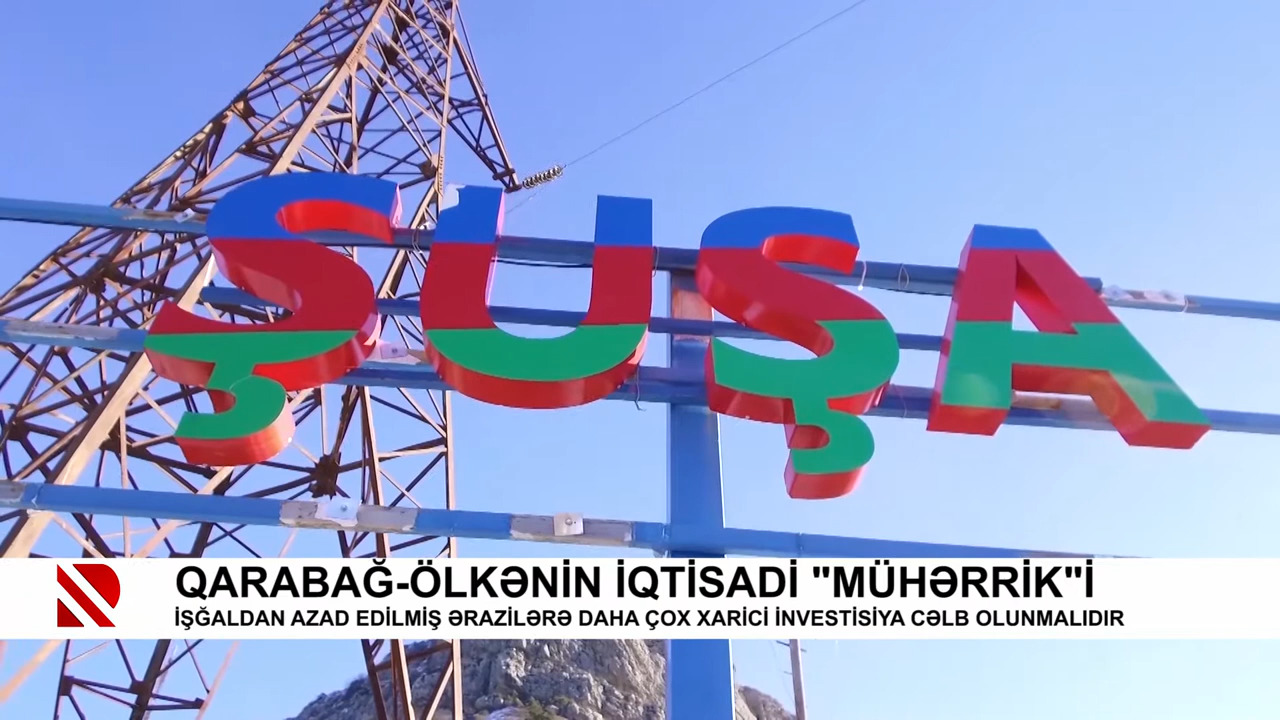 ŞUŞA
QARABAĞ-ÖLKƏNİN İQTİSADİ "MÜHƏRRİK"İ
İŞĞALDAN AZAD EDİLMİŞ ƏRAZİLƏRƏ DAHA ÇOX XARİCİ İNVESTİSİYA CƏLB OLUNMALIDIR